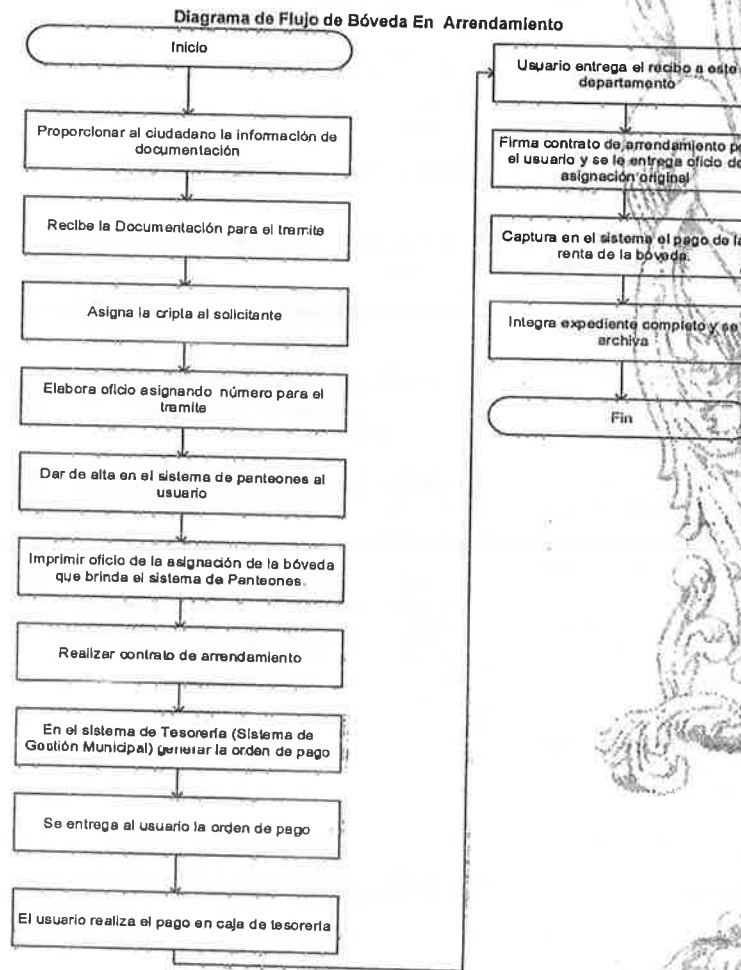 Diagrama de Flujo de Bóveda En Arrendamiento
Inicio
Proporcionar al ciudadano la información de
documentación
Recibe la Documentación para el tramite
Asigna la cripta al solicitante
Elabora oficio asignando número para el
tramite
Dar de alta en el sistema de panteones al
usuario
Imprimir oficio de la asignación de la bóveda
que brinda el sistema de Panteones.
Realizar contrato de arrendamiento
En el sistema de Tesorería (Sistema de
Gestión Municipal) generar la orden de pago
Se entrega al usuario la orden de pago
El usuario realiza el pago en caja de tesorería
Usuario entrega el recibo a este
departamento
Firma contrato de arrendamiento
el usuario y se le entrega oficio de
asignación original
Captura en el sistema el pago de la
renta de la bóveda.
Integra expediente completo y se
archiva
Fin